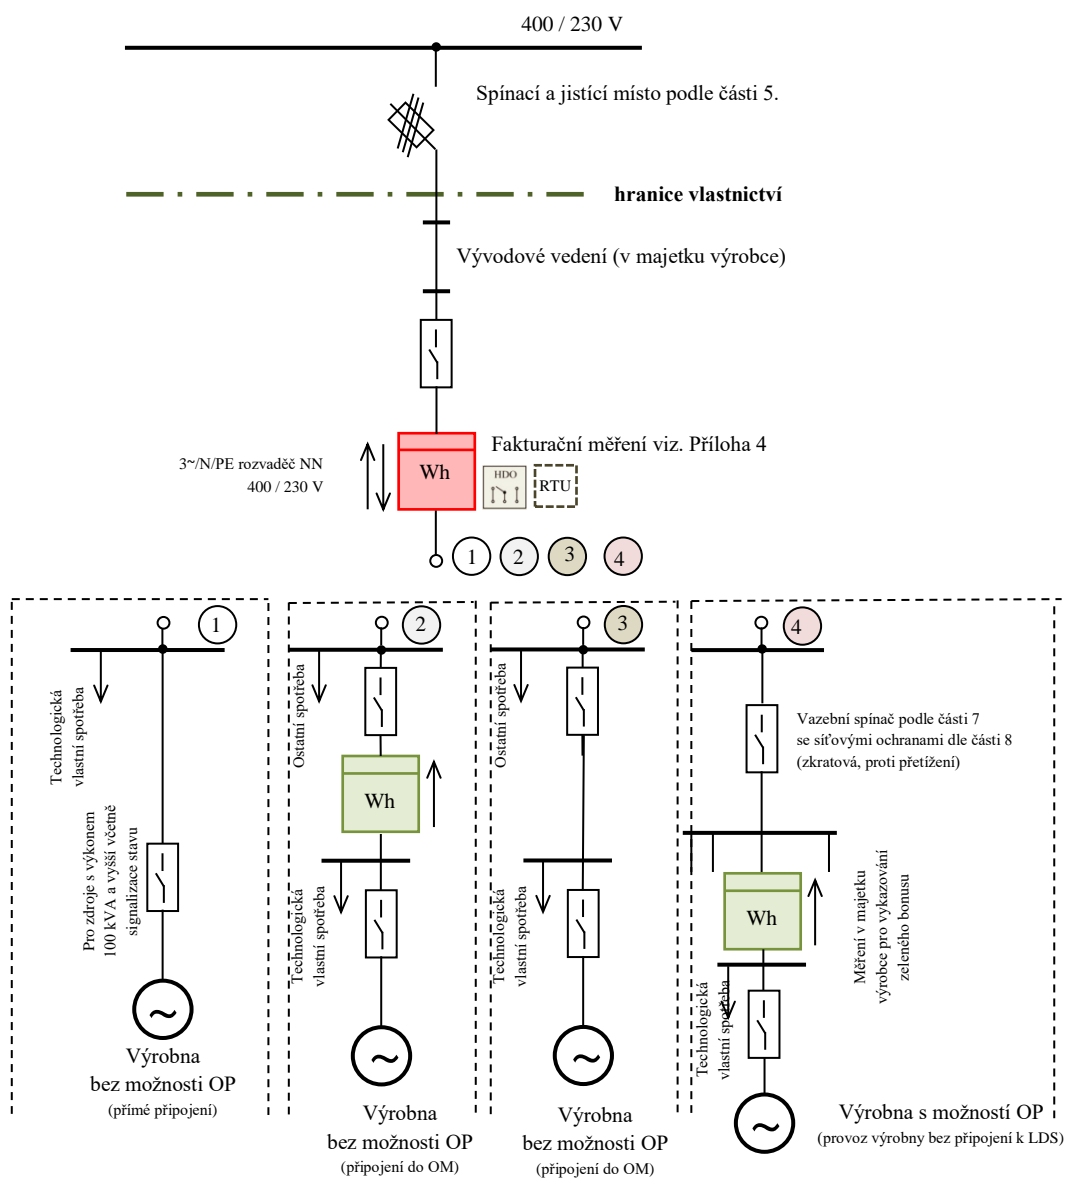 400 / 230 V
Spínací a jistící místo podle části 5.
hranice vlastnictví
Vývodové vedení (v majetku výrobce)
Fakturační měření viz. Příloha 4
3~/N/PE rozvaděč NN
400 / 230 V
Wh
HDO
RTU
1
2
3
4
1
Technologická
vlastní spotřeba
Pro zdroje s výkonem
100 kVA a vyšší včetně
signalizace stavu
~
Výrobna
bez možnosti OP
(přímé připojení)
2
Ostatní spotřeba
Wh
Technologická
vlastní spotřeba
~
Výrobna
bez možnosti OP
(připojení do OM)
3
Ostatní spotřeba
Technologická
vlastní spotřeba
~
Výrobna
bez možnosti OP
(připojení do OM)
4
Vazební spínač podle části 7
se síťovými ochranami dle části 8
(zkratová, proti přetížení)
Wh
Měření v majetku
výrobce pro vykazování
zeleného bonusu
Technologická
vlastní spotřeba
~
Výrobna s možností OP
(provoz výrobny bez připojení k LDS)